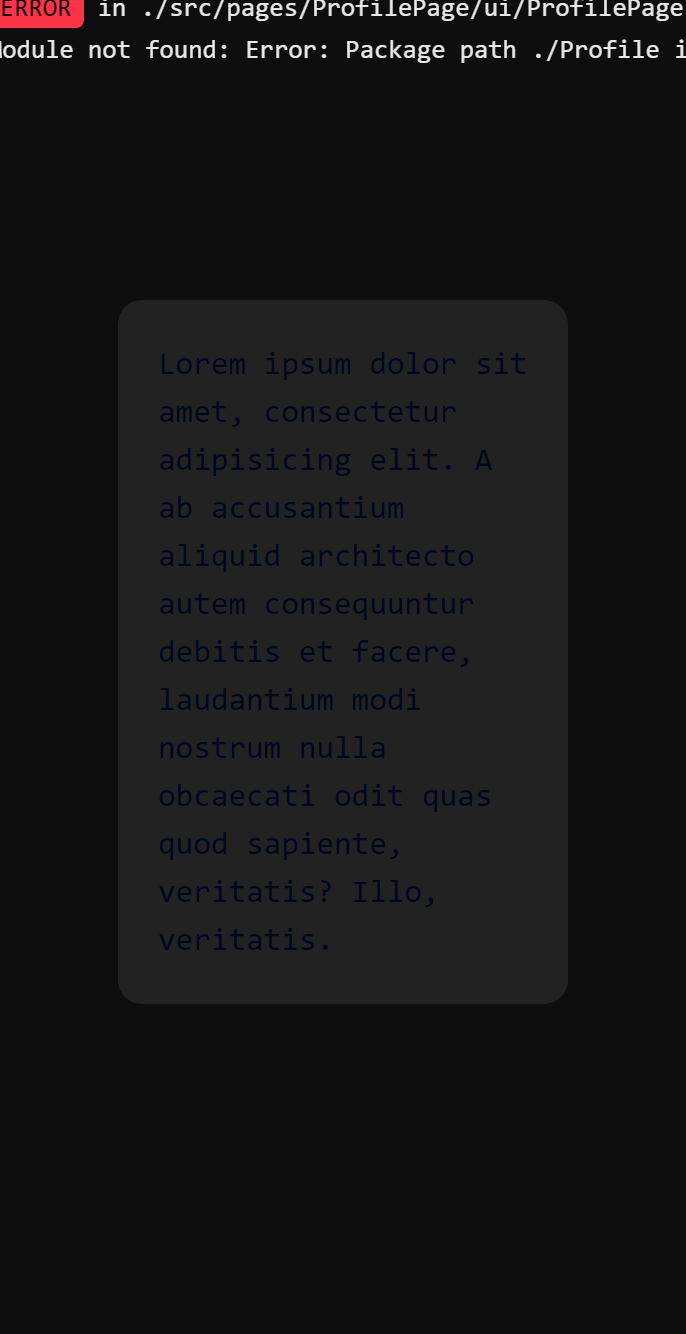 ERROR in ./src/pages/ProfilePage/ui/ProfilePage
Module not found: Error: Package path ./Profile i
Lorem ipsum dolor sit
amet, consectetur
adipisicing elit. A
ab accusantium
aliquid architecto
autem consequuntur
debitis et facere,
laudantium modi
nostrum nulla
obcaecati odit quas
quod sapiente,
veritatis? Illo,
veritatis.